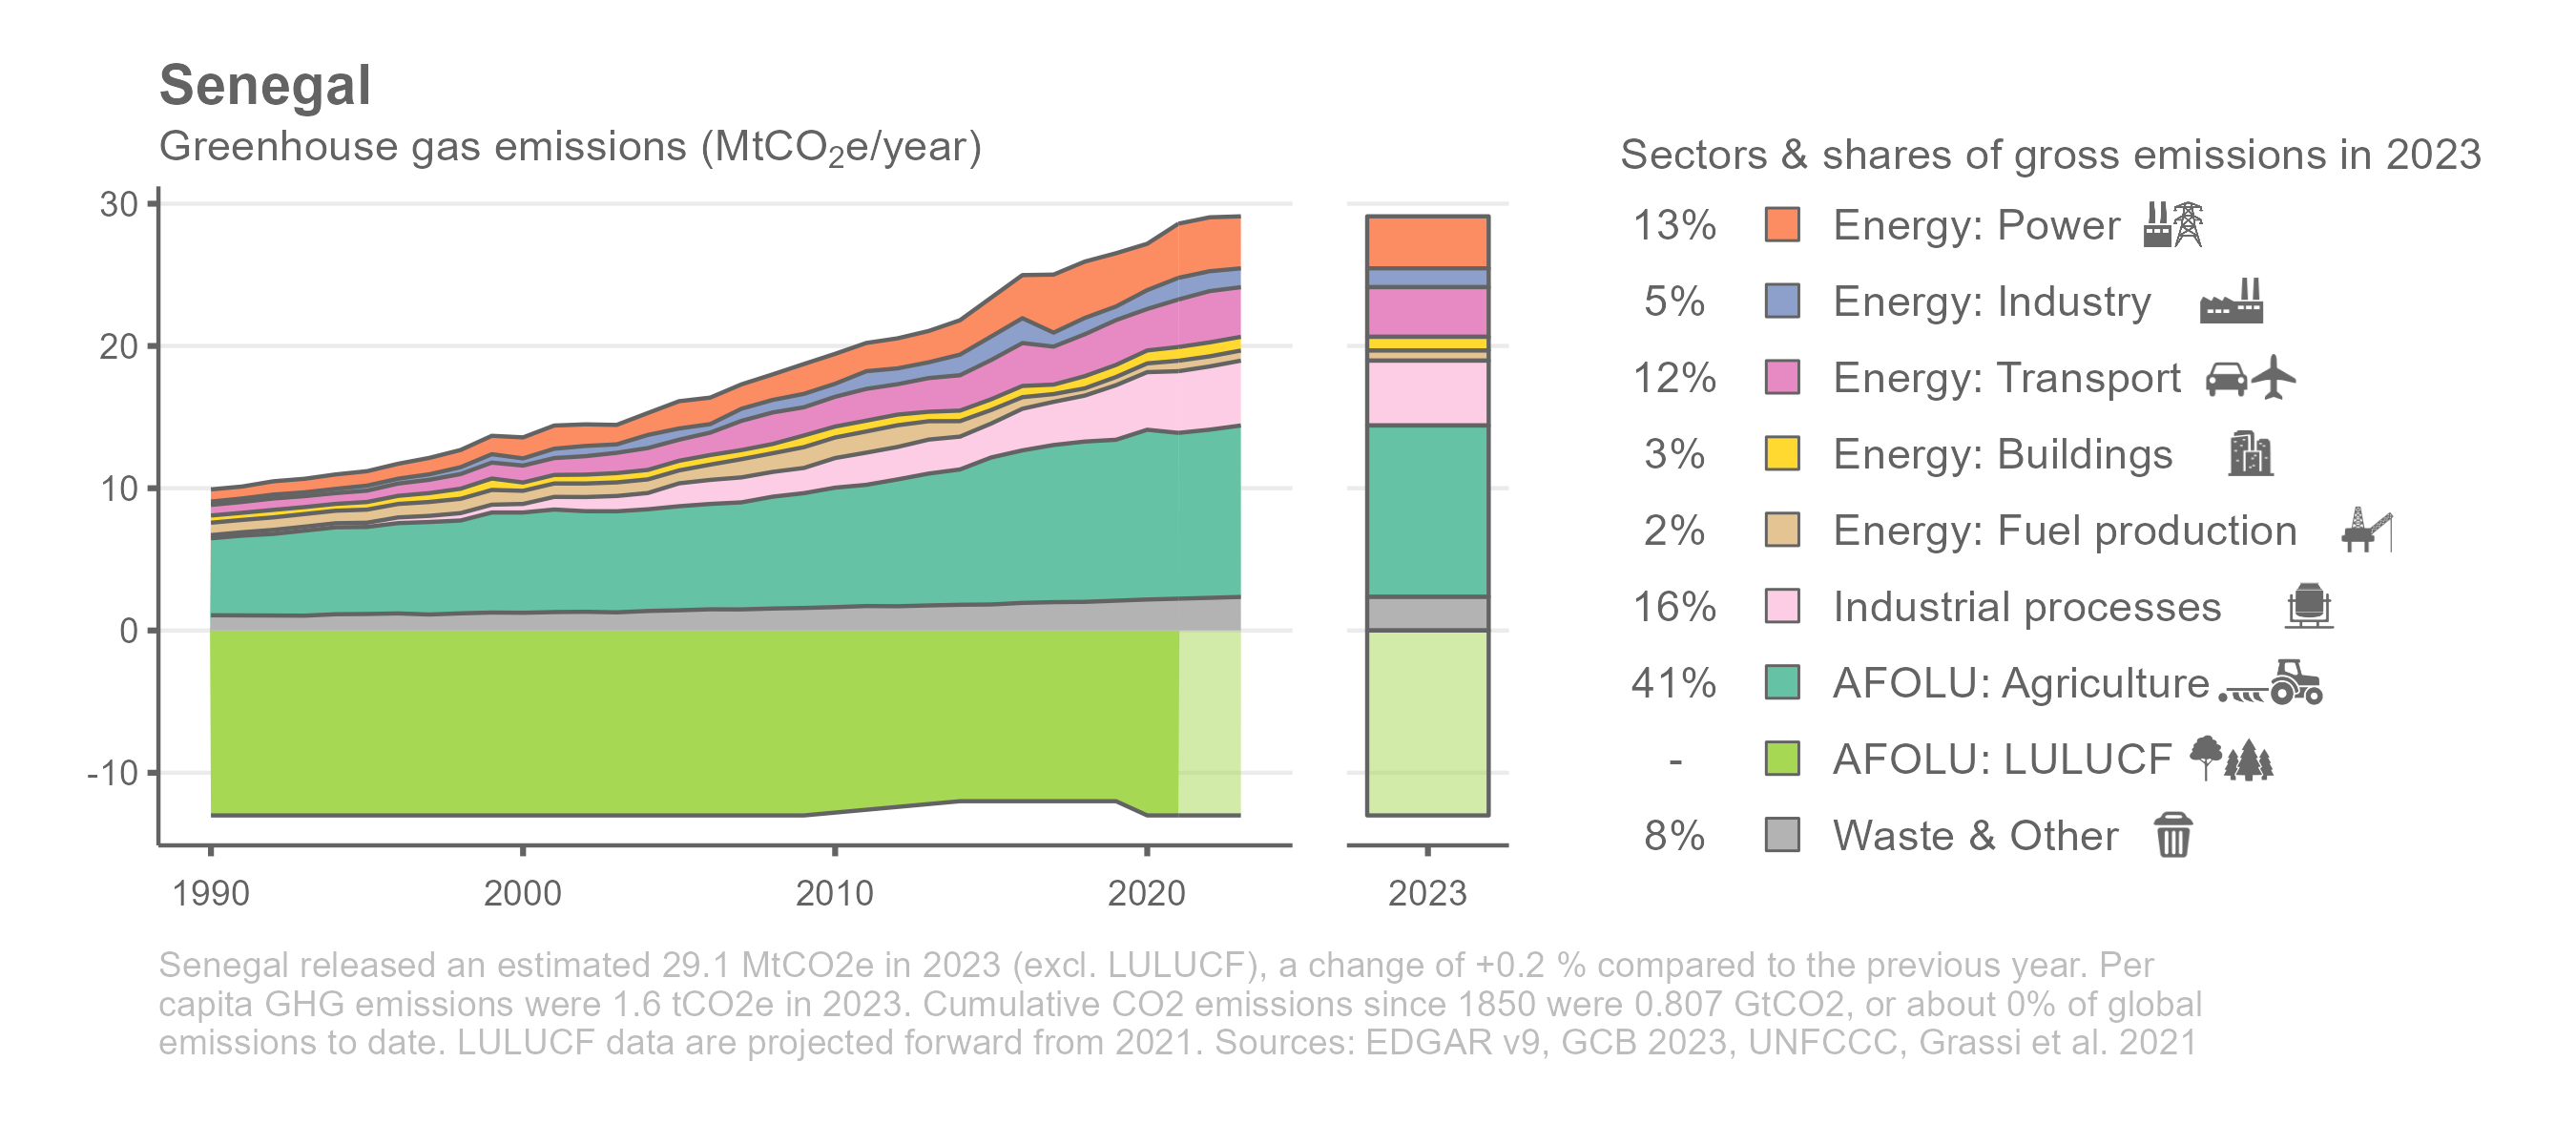 Senegal
Greenhouse gas emissions (MtCO₂e/year)
Sectors & shares of gross emissions in 2023
30
20
10
0
-10
1990
2000
2010
2020
2023
13% Energy: Power
5% Energy: Industry
12% Energy: Transport
3% Energy: Buildings
2% Energy: Fuel production
16% Industrial processes
41% AFOLU: Agriculture
- AFOLU: LULUCF
8% Waste & Other
Senegal released an estimated 29.1 MtCO2e in 2023 (excl. LULUCF), a change of +0.2 % compared to the previous year. Per
capita GHG emissions were 1.6 tCO2e in 2023. Cumulative CO2 emissions since 1850 were 0.807 GtCO2, or about 0% of global
emissions to date. LULUCF data are projected forward from 2021. Sources: EDGAR v9, GCB 2023, UNFCCC, Grassi et al. 2021